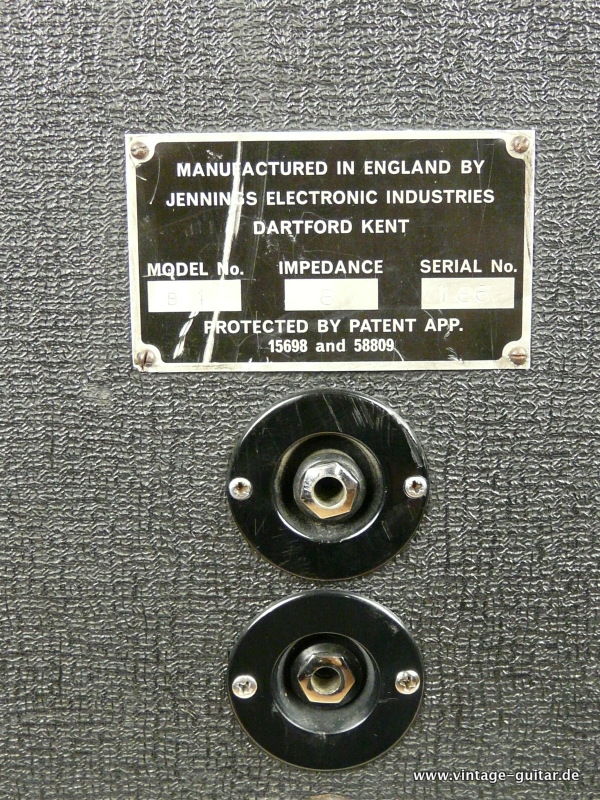 MANUFACTURED IN ENGLAND BY
JENNINGS ELECTRONIC INDUSTRIES
DARTFORD KENT
MODEL No. IMPEDANCE SERIAL No.
B 1
PROTECTED BY PATENT APP.
15698 and 58809
www.vintage-guitar.de